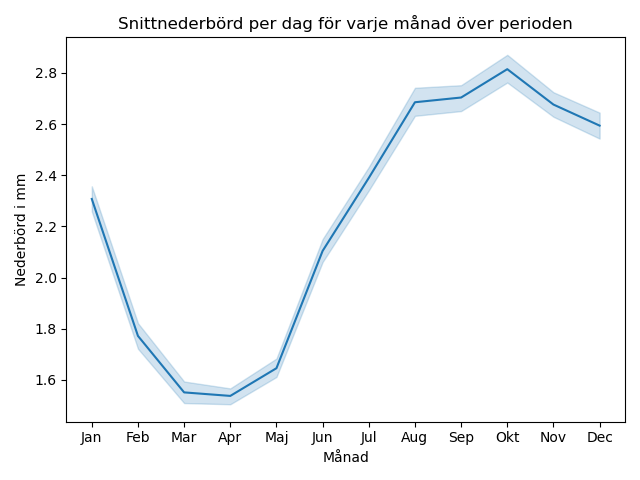 Snittnederbörd per dag för varje månad över perioden
Nederbörd i mm
2.8
2.6
2.4
2.2
2.0
1.8
1.6
Jan Feb Mar Apr Maj Jun Jul Aug Sep Okt Nov Dec
Månad